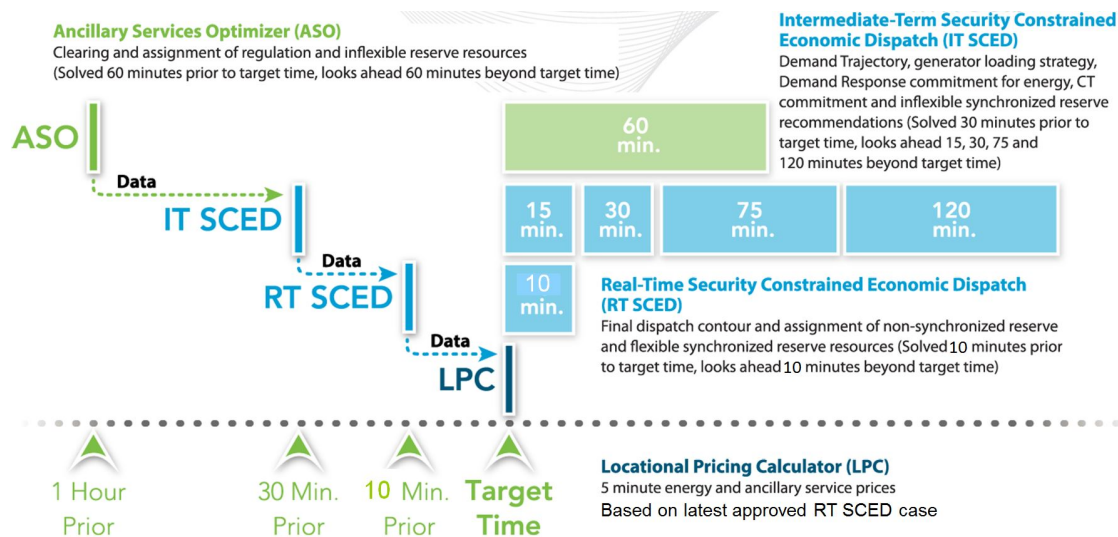 Ancillary Services Optimizer (ASO)
Clearing and assignment of regulation and inflexible reserve resources
(Solved 60 minutes prior to target time, looks ahead 60 minutes beyond target time)
Intermediate-Term Security Constrained
Economic Dispatch (IT SCED)
Demand Trajectory, generator loading strategy,
Demand Response commitment for energy, CT
commitment and inflexible synchronized reserve
recommendations (Solved 30 minutes prior to
target time, looks ahead 15, 30, 75 and
120 minutes beyond target time)
ASO
60
min.
Data
IT SCED
15
min.
30
min.
75
min.
120
min.
Data
RT SCED
10
min.
Real-Time Security Constrained Economic Dispatch
(RT SCED)
Final dispatch contour and assignment of non-synchronized reserve
and flexible synchronized reserve resources (Solved 10 minutes prior
to target time, looks ahead 10 minutes beyond target time)
Data
LPC
1 Hour
Prior
30 Min.
Prior
10 Min.
Prior
Target
Time
Locational Pricing Calculator (LPC)
5 minute energy and ancillary service prices
Based on latest approved RT SCED case